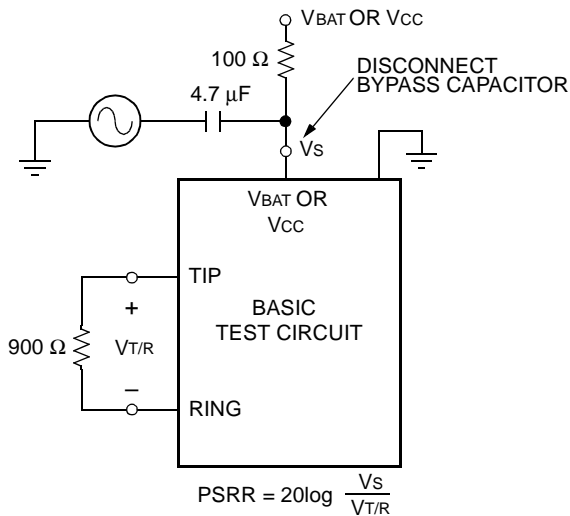 VBAT OR VCC
100 Ω
DISCONNECT
BYPASS CAPACITOR
4.7 μF
VS
VBAT OR
VCC
TIP
+
BASIC
TEST CIRCUIT
900 Ω
VT/R
–
RING
PSRR = 20log VS
VT/R